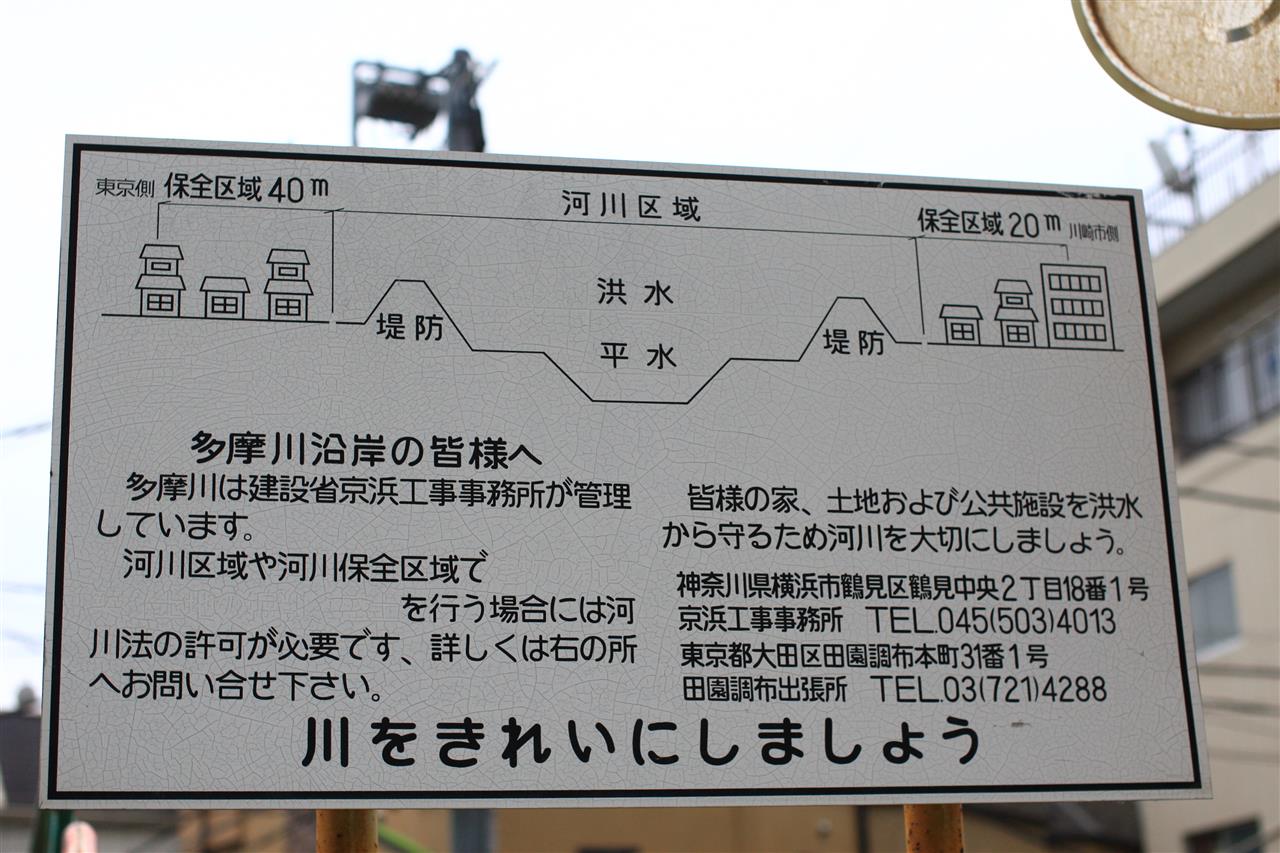 東京側 保全区域40m
河川区域
保全区域20m 川崎市側
洪水
堤防
平水
堤防
多摩川沿岸の皆様へ
多摩川は建設省京浜工事事務所が管理
しています。
河川区域や河川保全区域で
を行う場合には河
川法の許可が必要です、詳しくは右の所
へお問い合せ下さい。
皆様の家、土地および公共施設を洪水
から守るため河川を大切にしましょう。
神奈川県横浜市鶴見区鶴見中央2丁目18番1号
京浜工事事務所 TEL.045(503)4013
東京都大田区田園調布本町31番1号
田園調布出張所 TEL.03(721)4288
川をきれいにしましょう